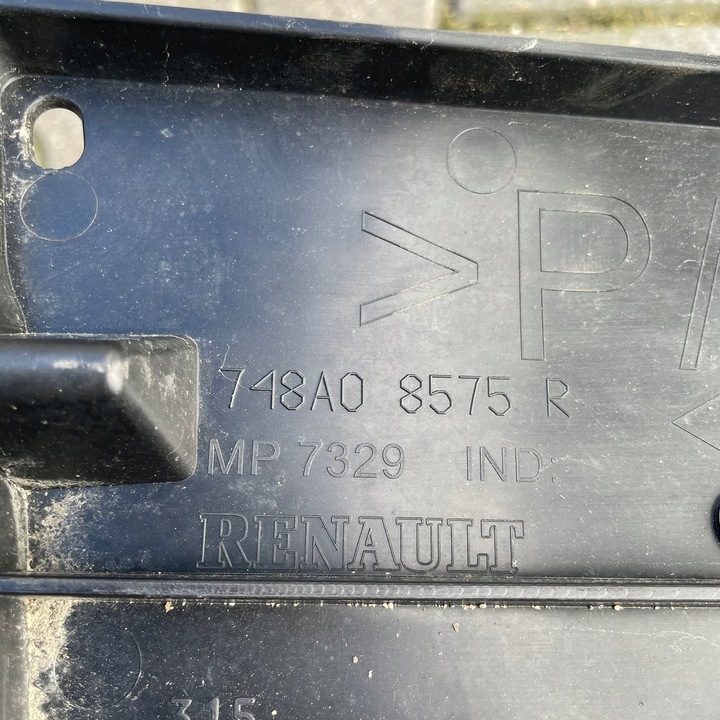 >P
748A0 8575 R
MP 7329 IND:
RENAULT
315